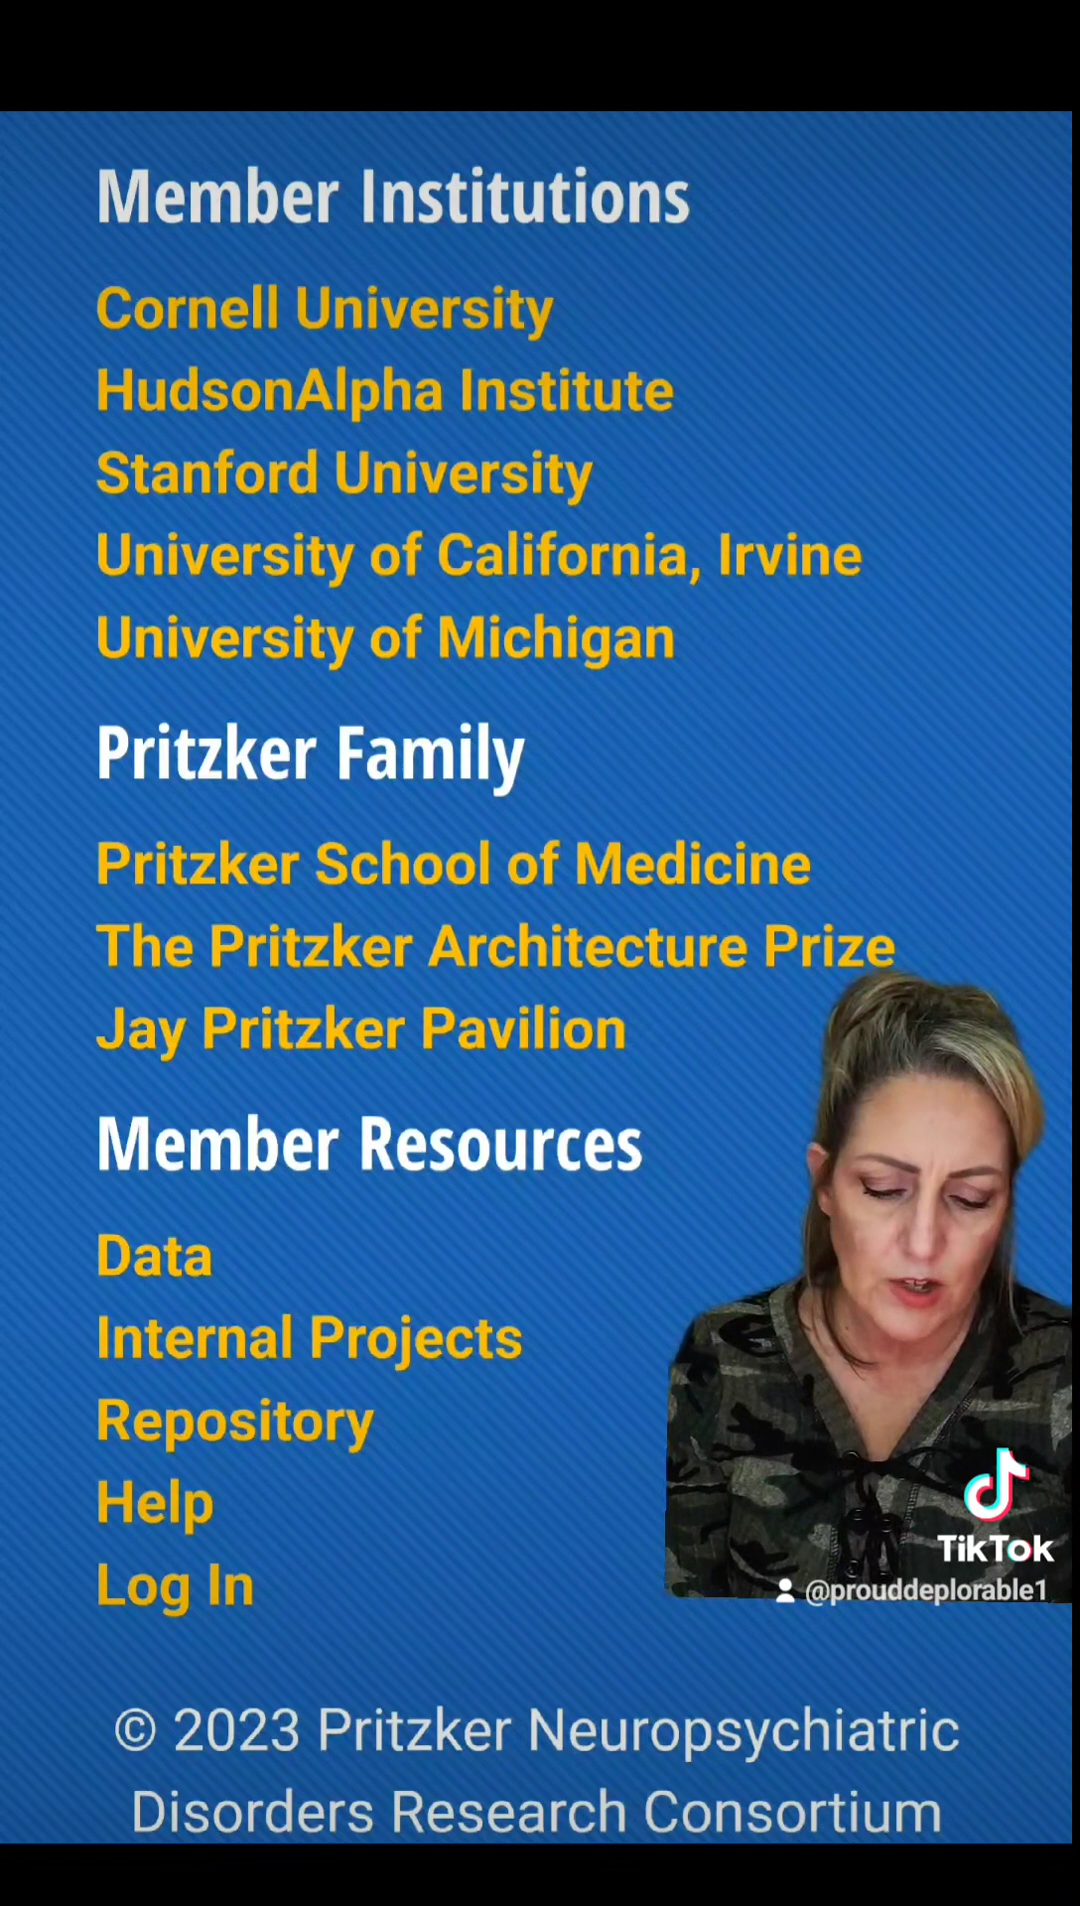 Member Institutions
Cornell University
HudsonAlpha Institute
Stanford University
University of California, Irvine
University of Michigan
Pritzker Family
Pritzker School of Medicine
The Pritzker Architecture Prize
Jay Pritzker Pavilion
Member Resources
Data
Internal Projects
Repository
Help
Log In
TikTok
@prouddeplorable1
© 2023 Pritzker Neuropsychiatric
Disorders Research Consortium